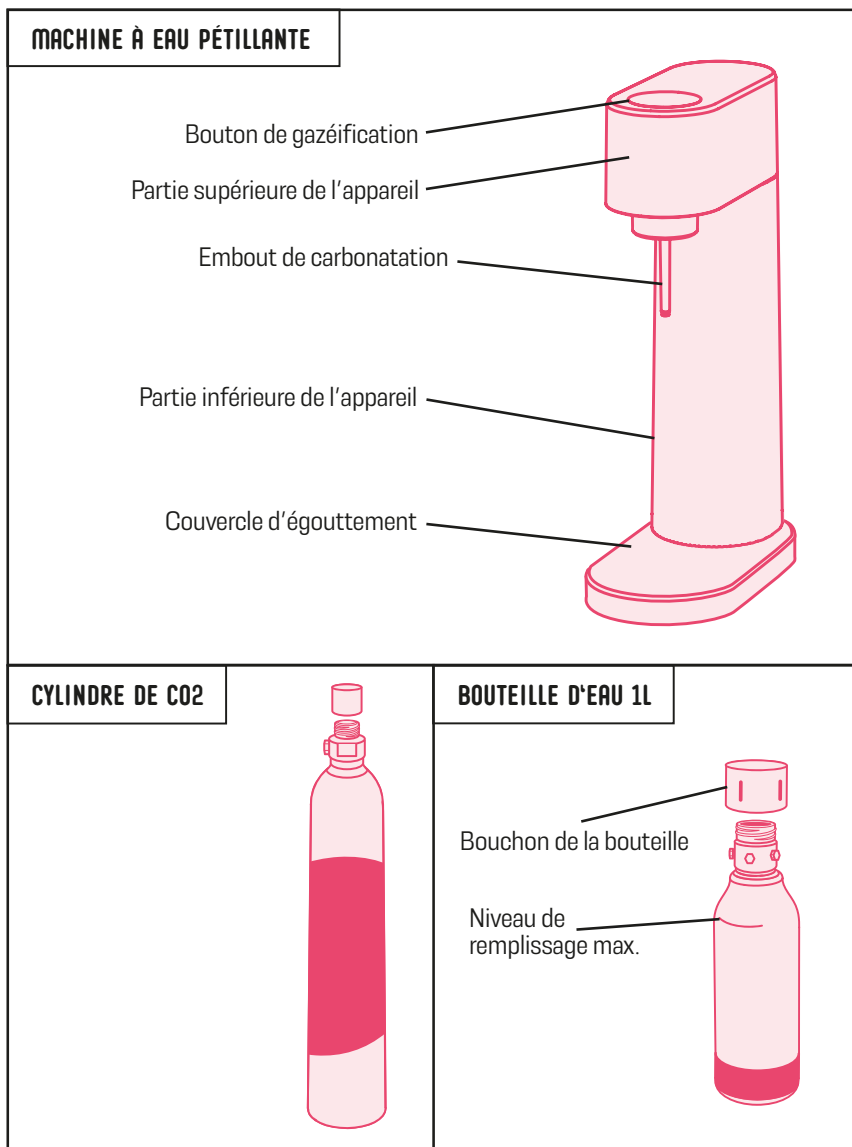 MACHINE À EAU PÉTILLANTE
Bouton de gazéification
Partie supérieure de l'appareil
Embout de carbonatation
Partie inférieure de l'appareil
Couvercle d'égouttement
CYLINDRE DE CO2
BOUTEILLE D'EAU 1L
Bouchon de la bouteille
Niveau de
remplissage max.